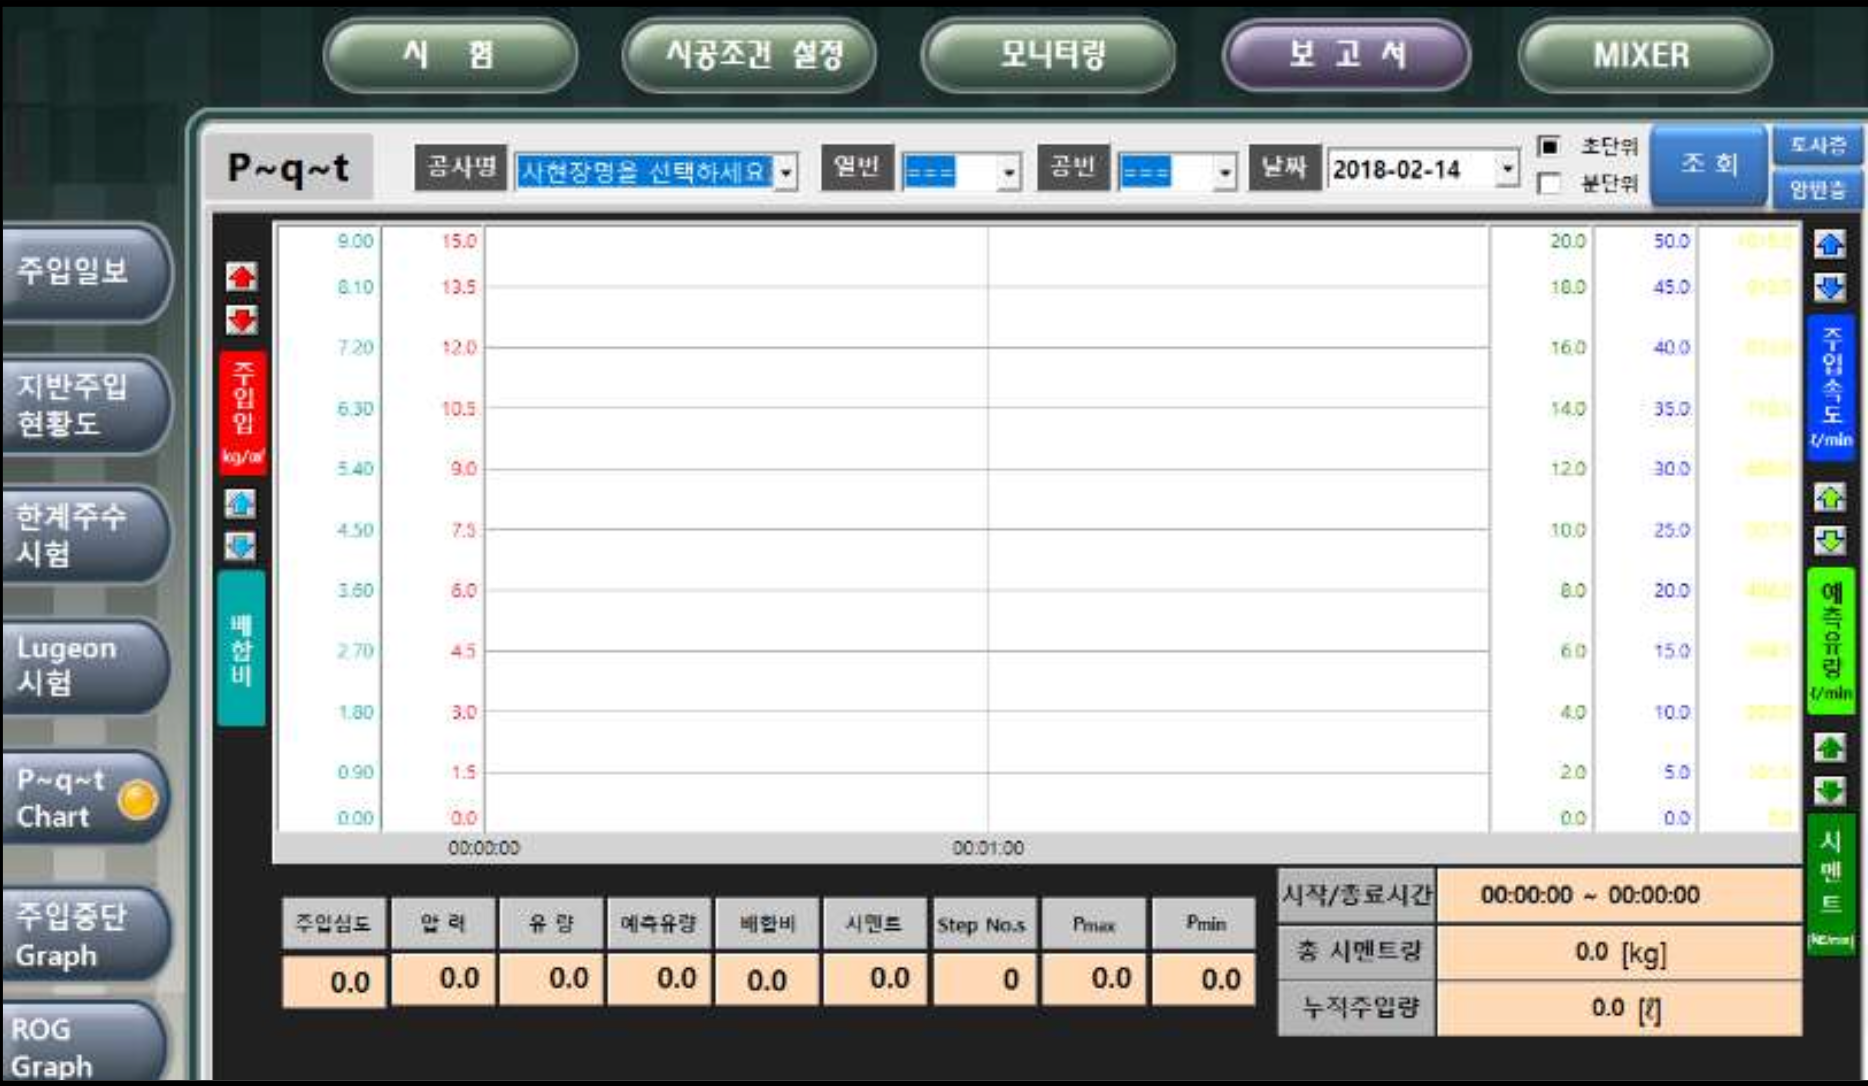 시 험
시공조건 설정
모니터링
보 고 서
MIXER
P~q~t
공사명
사현장명을 선택하세요
열번
===
공번
===
날짜
2018-02-14
초단위
분단위
조 회
토사층
암반층
주입일보
지반주입
현황도
한계주수
시험
Lugeon
시험
P~q~t
Chart
주입중단
Graph
ROG
Graph
주입압
kg/㎠
배합비
9.00 15.0 20.0 50.0
8.10 13.5 18.0 45.0
7.20 12.0 16.0 40.0
6.30 10.5 14.0 35.0
5.40 9.0 12.0 30.0
4.50 7.5 10.0 25.0
3.60 6.0 8.0 20.0
2.70 4.5 6.0 15.0
1.80 3.0 4.0 10.0
0.90 1.5 2.0 5.0
0.00 0.0 0.0 0.0 0.0
00:00:00 00:01:00
주입속도
ℓ/min
예측유량
ℓ/min
시멘트
주입심도 압 력 유 량 예측유량 배합비 시멘트 Step No.s Pmax Pmin
0.0 0.0 0.0 0.0 0.0 0.0 0 0.0 0.0
시작/종료시간 00:00:00 ~ 00:00:00
총 시멘트량 0.0 [kg]
누적주입량 0.0 [ℓ]